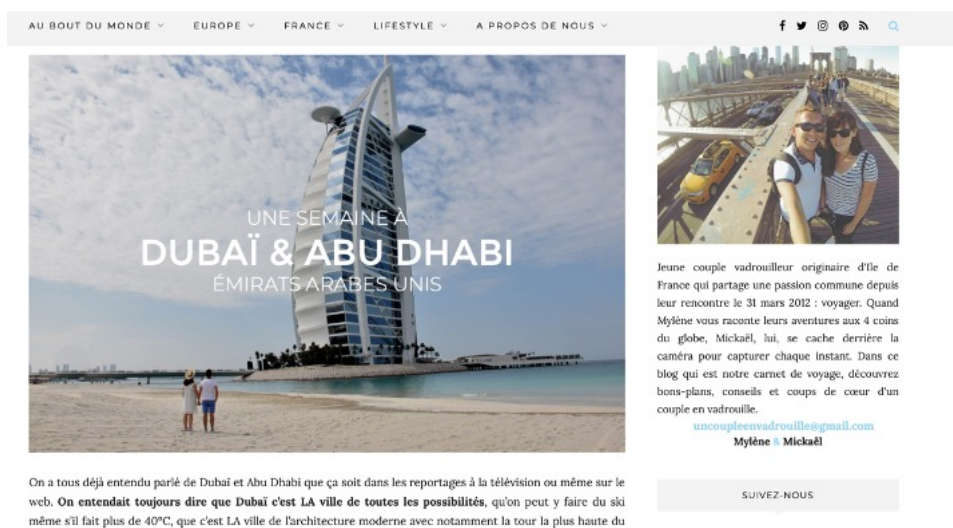 AU BOUT DU MONDE
EUROPE
FRANCE
LIFESTYLE
A PROPOS DE NOUS
UNE SEMAINE À
DUBAÏ & ABU DHABI
ÉMIRATS ARABES UNIS
On a tous déjà entendu parlé de Dubaï et Abu Dhabi que ça soit dans les reportages à la télévision ou même sur le
web. On entendait toujours dire que Dubaï c'est LA ville de toutes les possibilités, qu'on peut y faire du ski
même s'il fait plus de 40°C, que c'est LA ville de l'architecture moderne avec notamment la tour la plus haute du
Jeune couple vadrouilleur originaire d'Ile de
France qui partage une passion commune depuis
leur rencontre le 31 mars 2012 : voyager. Quand
Mylène vous raconte leurs aventures aux 4 coins
du globe, Mickaël, lui, se cache derrière la
caméra pour capturer chaque instant. Dans ce
blog qui est notre carnet de voyage, découvrez
bons-plans, conseils et coups de cœur d'un
couple en vadrouille.
uncoupleenvadrouille@gmail.com
Mylène & Mickaël
SUIVEZ-NOUS